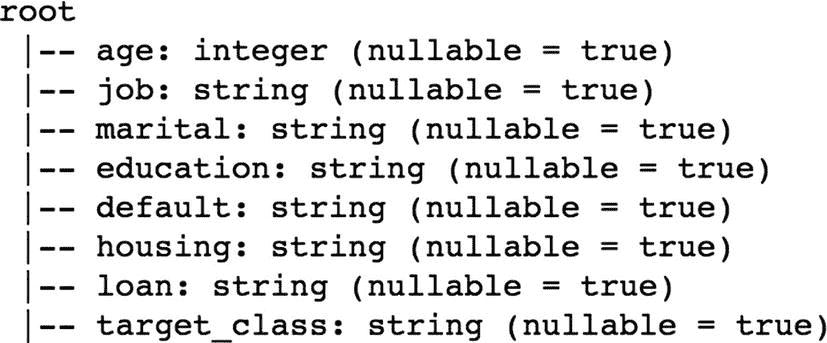 root
|-- age: integer (nullable = true)
|-- job: string (nullable = true)
|-- marital: string (nullable = true)
|-- education: string (nullable = true)
|-- default: string (nullable = true)
|-- housing: string (nullable = true)
|-- loan: string (nullable = true)
|-- target_class: string (nullable = true)